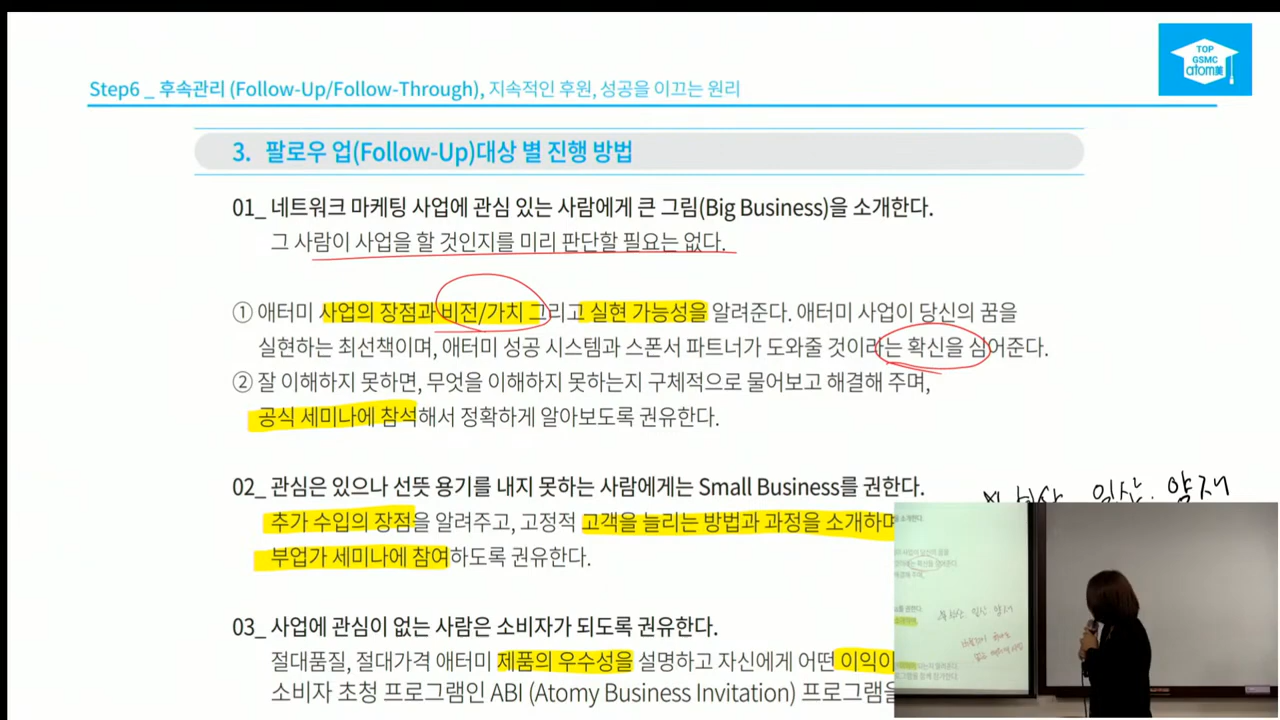 TOP
GSMC
atom美
Step6 _ 후속관리 (Follow-Up/Follow-Through), 지속적인 후원, 성공을 이끄는 원리
3. 팔로우 업(Follow-Up)대상 별 진행 방법
01_ 네트워크 마케팅 사업에 관심 있는 사람에게 큰 그림(Big Business)을 소개한다.
그 사람이 사업을 할 것인지를 미리 판단할 필요는 없다.
① 애터미 사업의 장점과 비전/가치 그리고 실현 가능성을 알려준다. 애터미 사업이 당신의 꿈을
실현하는 최선책이며, 애터미 성공 시스템과 스폰서 파트너가 도와줄 것이라는 확신을 심어준다.
② 잘 이해하지 못하면, 무엇을 이해하지 못하는지 구체적으로 물어보고 해결해 주며,
공식 세미나에 참석해서 정확하게 알아보도록 권유한다.
02_ 관심은 있으나 선뜻 용기를 내지 못하는 사람에게는 Small Business를 권한다.
일산 양재
추가 수입의 장점을 알려주고, 고정적 고객을 늘리는 방법과 과정을 소개하며
부업가 세미나에 참여하도록 권유한다.
03_ 사업에 관심이 없는 사람은 소비자가 되도록 권유한다.
절대품질, 절대가격 애터미 제품의 우수성을 설명하고 자신에게 어떤 이익이
소비자 초청 프로그램인 ABI (Atomy Business Invitation) 프로그램을